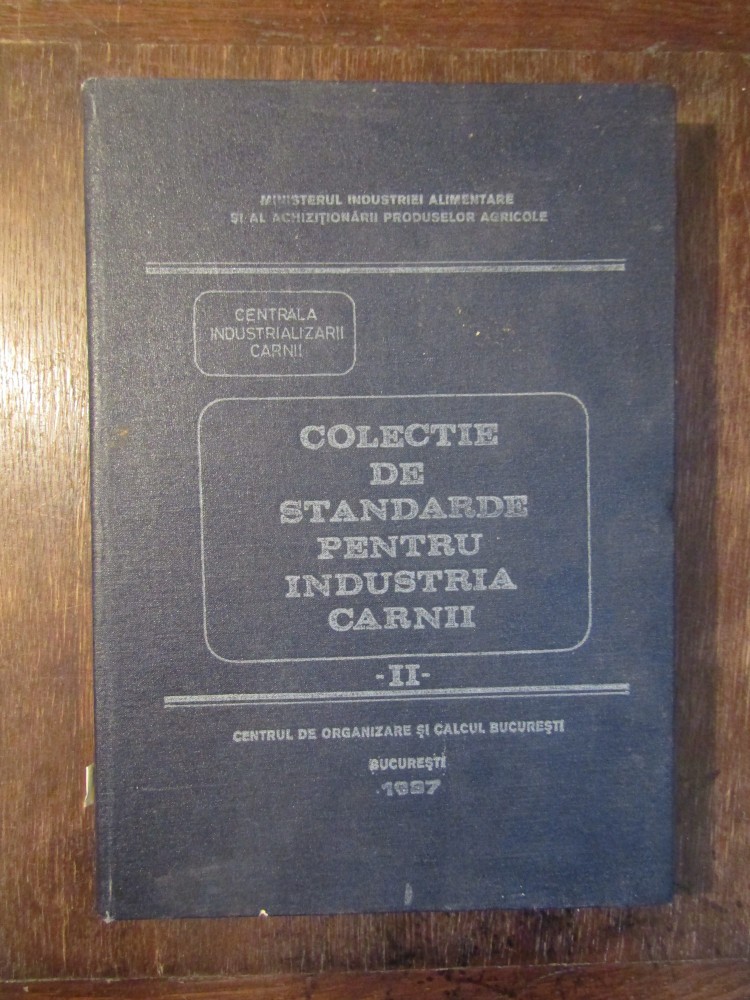 MINISTERUL INDUSTRIEI ALIMENTARE
ȘI AL ACHIZIȚIONĂRII PRODUSELOR AGRICOLE
CENTRALA
INDUSTRIALIZARII
CARNII
COLECTIE
DE
STANDARDE
PENTRU
INDUSTRIA
CARNII
-II-
CENTRUL DE ORGANIZARE ȘI CALCUL BUCUREȘTI
BUCUREȘTI